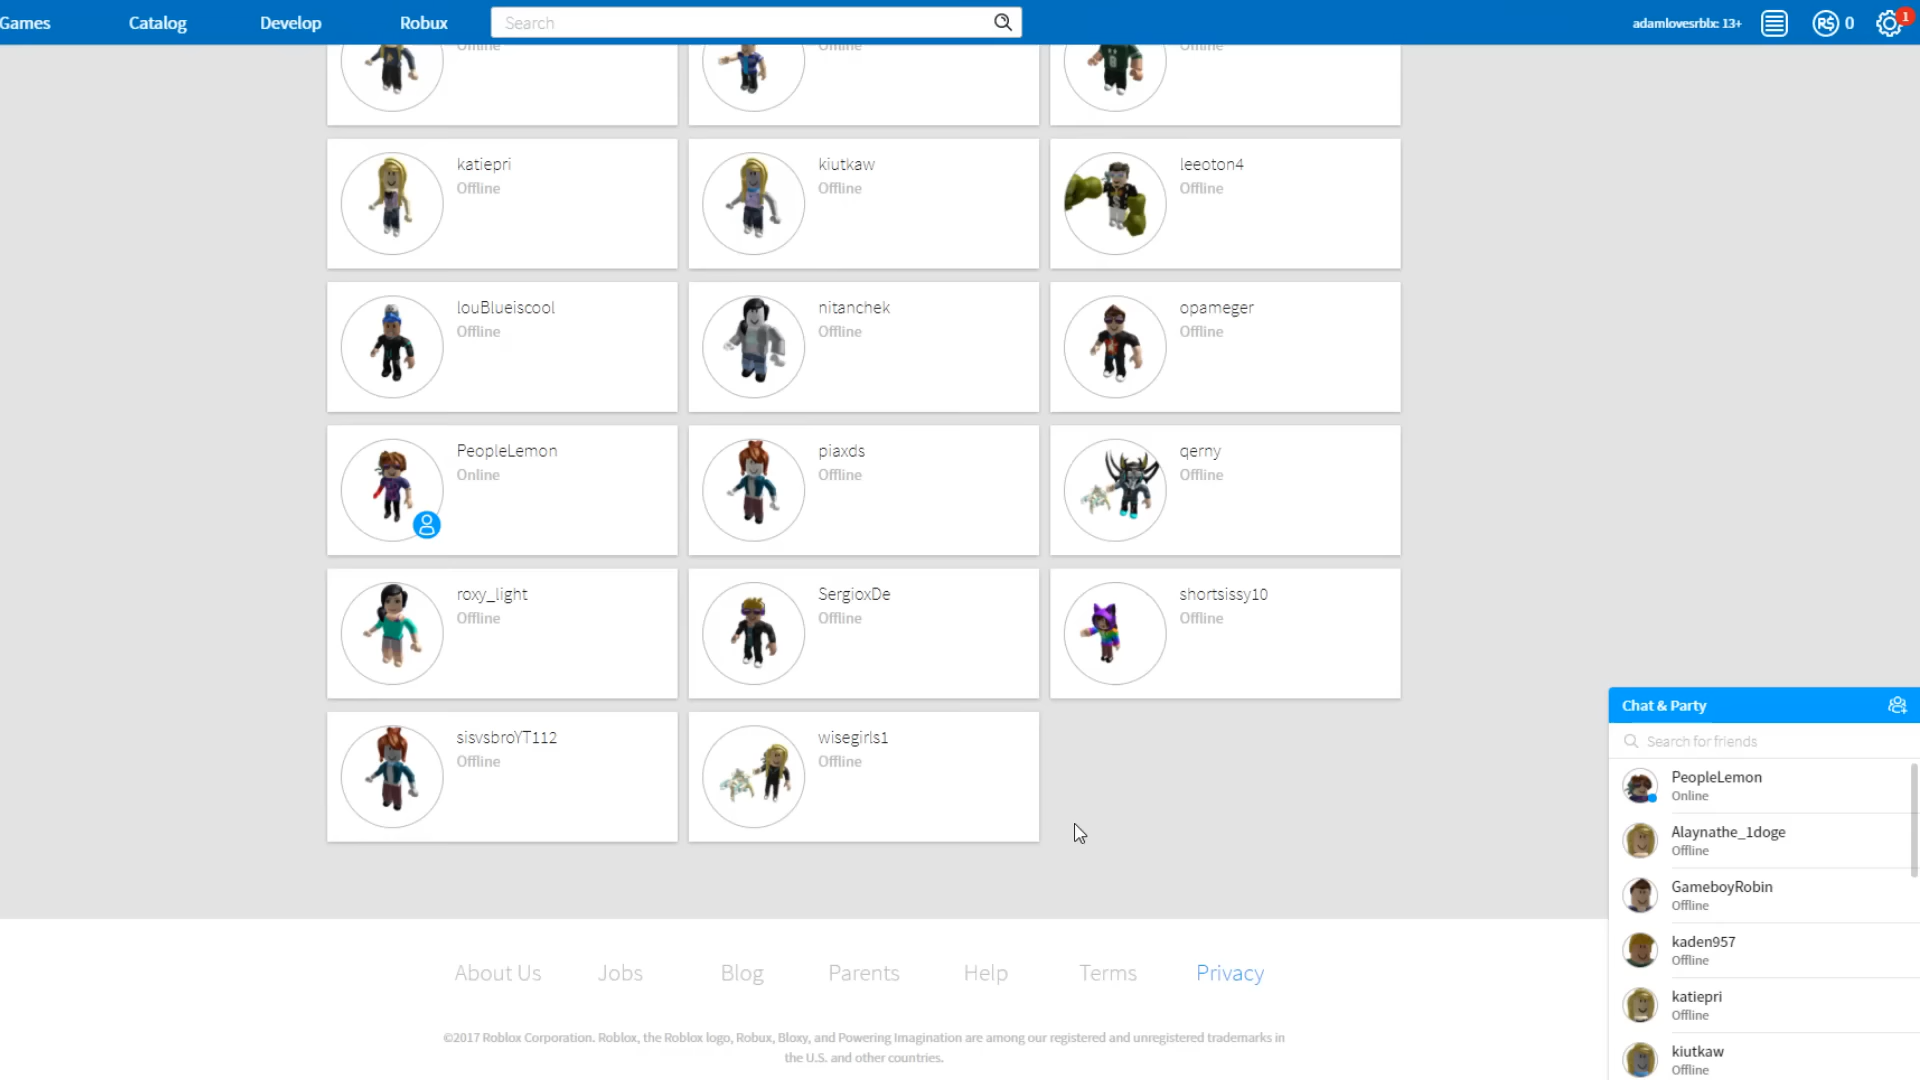 Games
Catalog
Develop
Robux
Search
adamlovesrblx: 13+
R$
0
1
Offline
Offline
Offline
katiepri
Offline
kiutkaw
Offline
leeoton4
Offline
louBlueiscool
Offline
nitanchek
Offline
opameger
Offline
PeopleLemon
Online
piaxds
Offline
qerny
Offline
roxy_light
Offline
SergioxDe
Offline
shortsissy10
Offline
sisvsbroYT112
Offline
wisegirls1
Offline
Chat & Party
Search for friends
PeopleLemon
Online
Alaynathe_1doge
Offline
GameboyRobin
Offline
kaden957
Offline
katiepri
Offline
kiutkaw
Offline
About Us
Jobs
Blog
Parents
Help
Terms
Privacy
©2017 Roblox Corporation. Roblox, the Roblox logo, Robux, Bloxy, and Powering Imagination are among our registered and unregistered trademarks in
the U.S. and other countries.